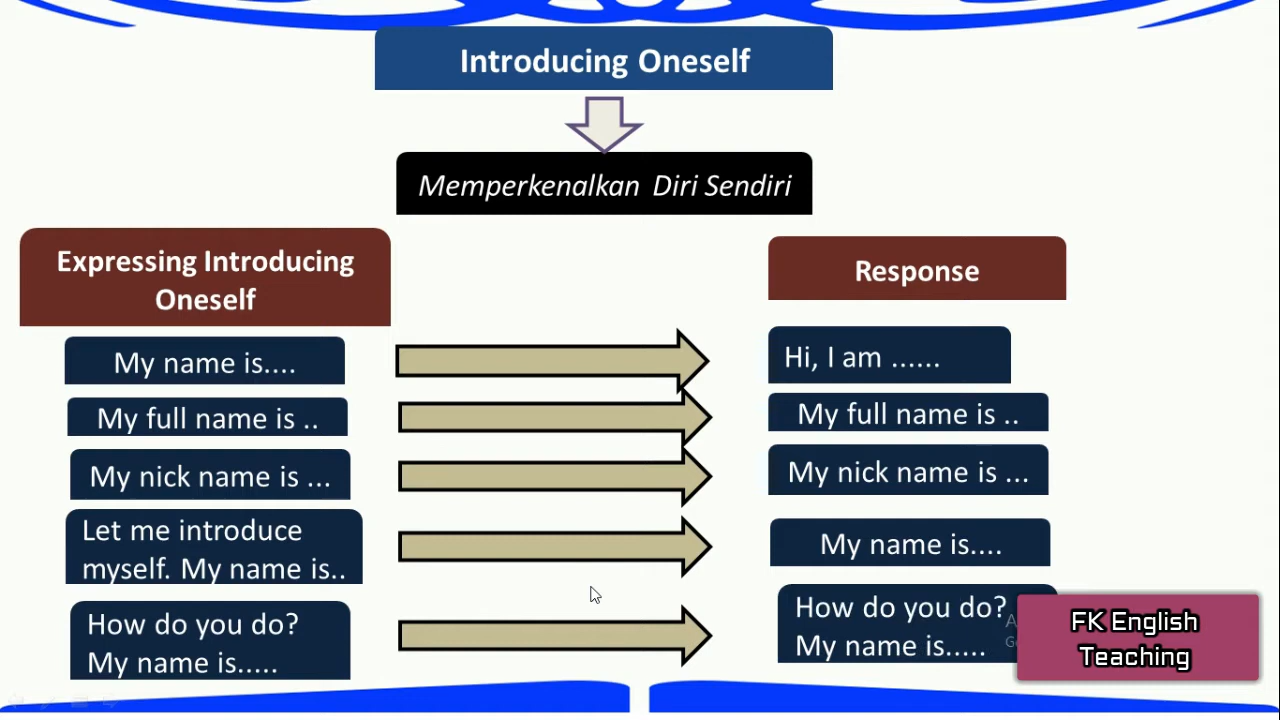 Introducing Oneself
Memperkenalkan Diri Sendiri
Expressing Introducing
Oneself
Response
My name is....
Hi, I am ......
My full name is ..
My full name is ..
My nick name is ...
My nick name is ...
Let me introduce
myself. My name is..
My name is....
How do you do?
My name is.....
How do you do?
My name is.....
FK English
Teaching